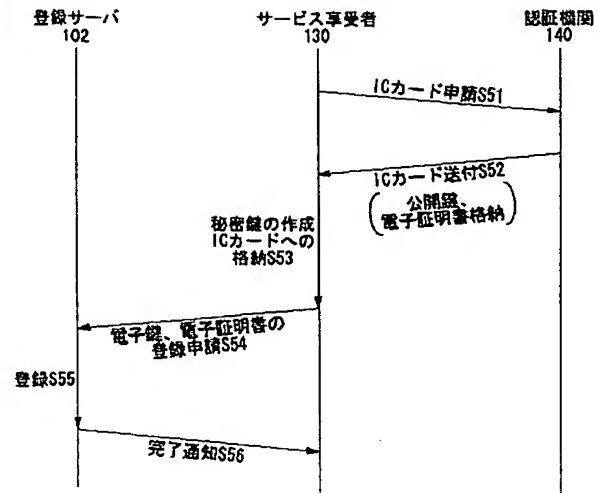 登録サーバ
102
サービス享受者
130
認証機関
140
ICカード申請S51
ICカード送付S52
(公開鍵、
電子証明書格納)
秘密鍵の作成
ICカードへの
格納S53
電子鍵、電子証明書の
登録申請S54
登録S55
完了通知S56